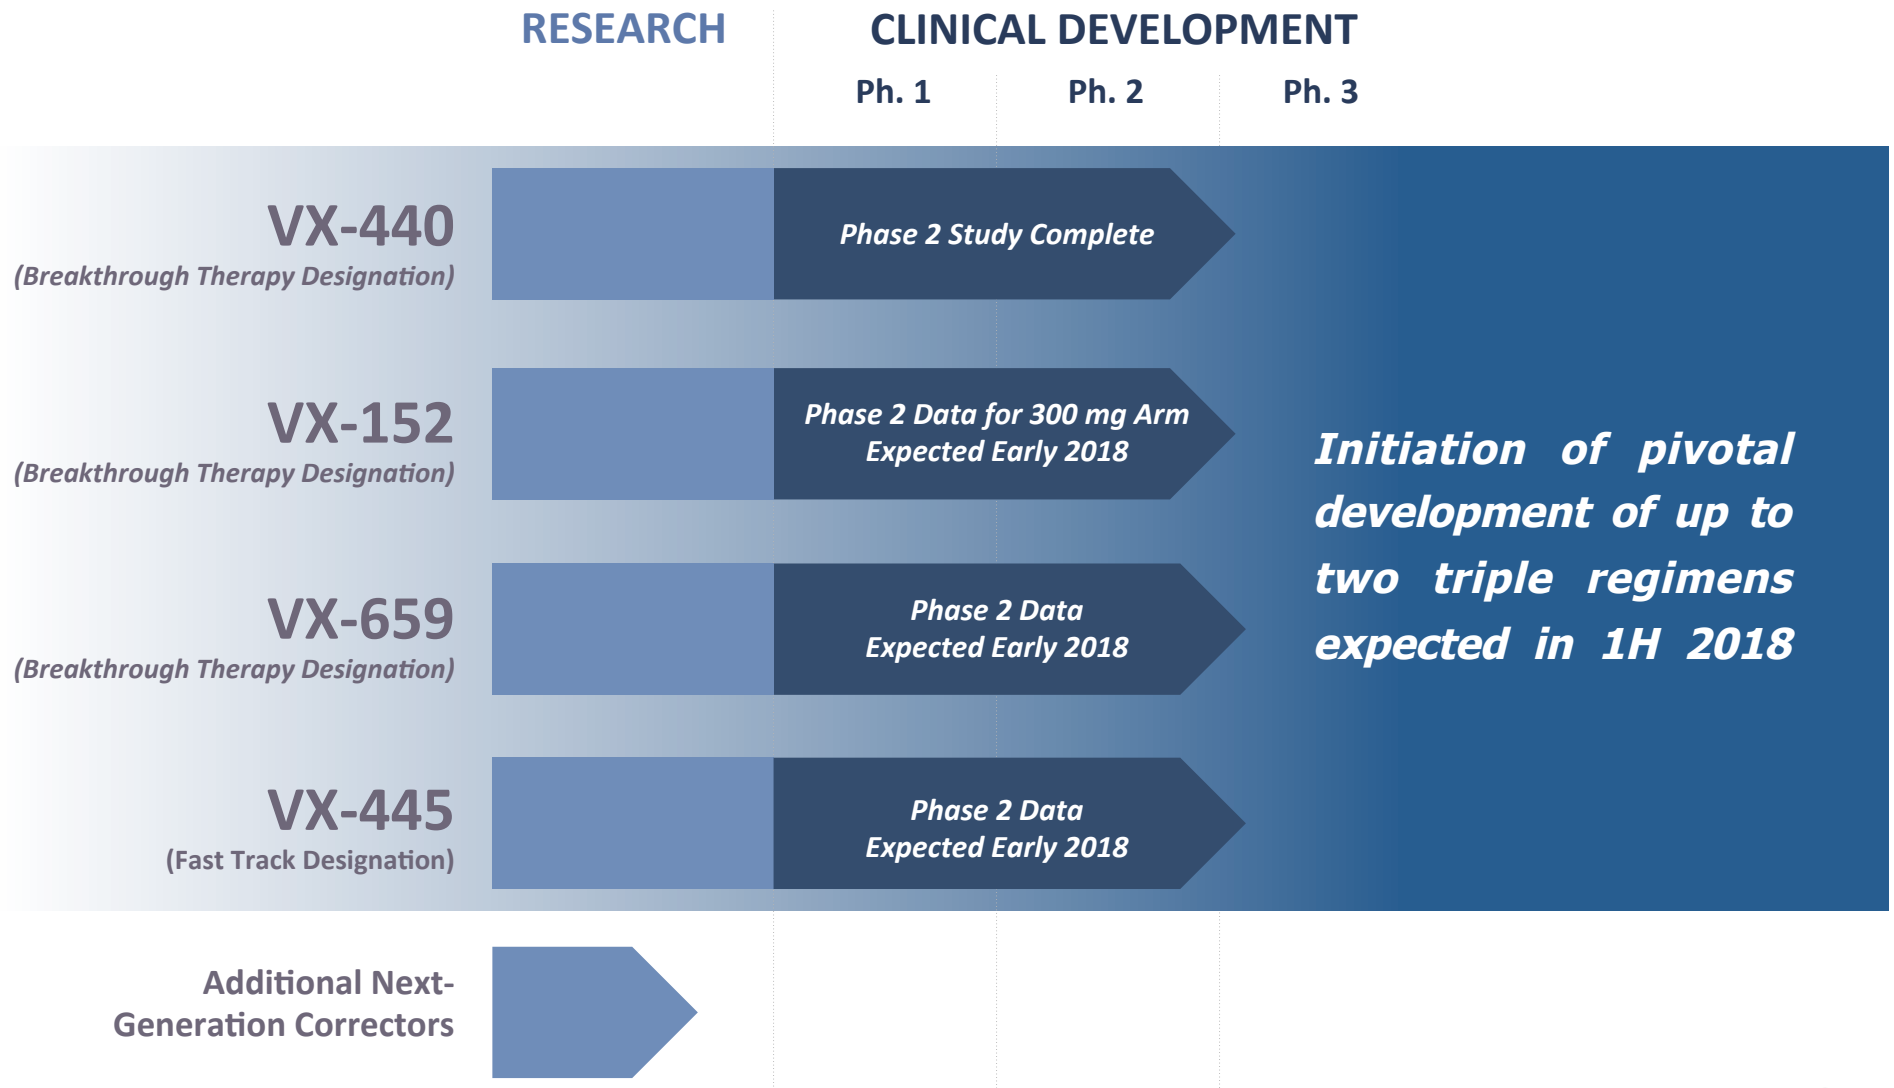 RESEARCH
CLINICAL DEVELOPMENT
Ph. 1
Ph. 2
Ph. 3
VX-440
(Breakthrough Therapy Designation)
Phase 2 Study Complete
VX-152
(Breakthrough Therapy Designation)
Phase 2 Data for 300 mg Arm
Expected Early 2018
VX-659
(Breakthrough Therapy Designation)
Phase 2 Data
Expected Early 2018
VX-445
(Fast Track Designation)
Phase 2 Data
Expected Early 2018
Initiation of pivotal
development of up to
two triple regimens
expected in 1H 2018
Additional Next-
Generation Correctors